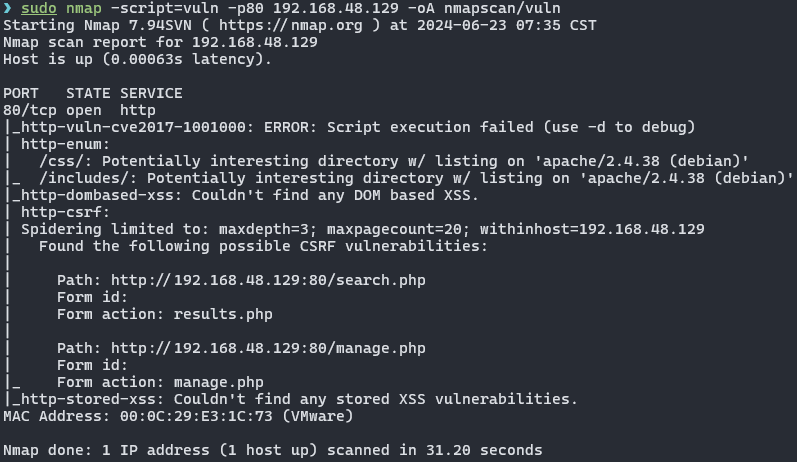 ❯ sudo nmap -script=vuln -p80 192.168.48.129 -oA nmapscan/vuln
Starting Nmap 7.94SVN ( https://nmap.org ) at 2024-06-23 07:35 CST
Nmap scan report for 192.168.48.129
Host is up (0.00063s latency).

PORT   STATE SERVICE
80/tcp open  http
|_http-vuln-cve2017-1001000: ERROR: Script execution failed (use -d to debug)
| http-enum:
|   /css/: Potentially interesting directory w/ listing on 'apache/2.4.38 (debian)'
|_  /includes/: Potentially interesting directory w/ listing on 'apache/2.4.38 (debian)'
|_http-dombased-xss: Couldn't find any DOM based XSS.
| http-csrf:
| Spidering limited to: maxdepth=3; maxpagecount=20; withinhost=192.168.48.129
|   Found the following possible CSRF vulnerabilities:
|
|     Path: http://192.168.48.129:80/search.php
|     Form id:
|     Form action: results.php
|
|     Path: http://192.168.48.129:80/manage.php
|     Form id:
|_    Form action: manage.php
|_http-stored-xss: Couldn't find any stored XSS vulnerabilities.
MAC Address: 00:0C:29:E3:1C:73 (VMware)

Nmap done: 1 IP address (1 host up) scanned in 31.20 seconds